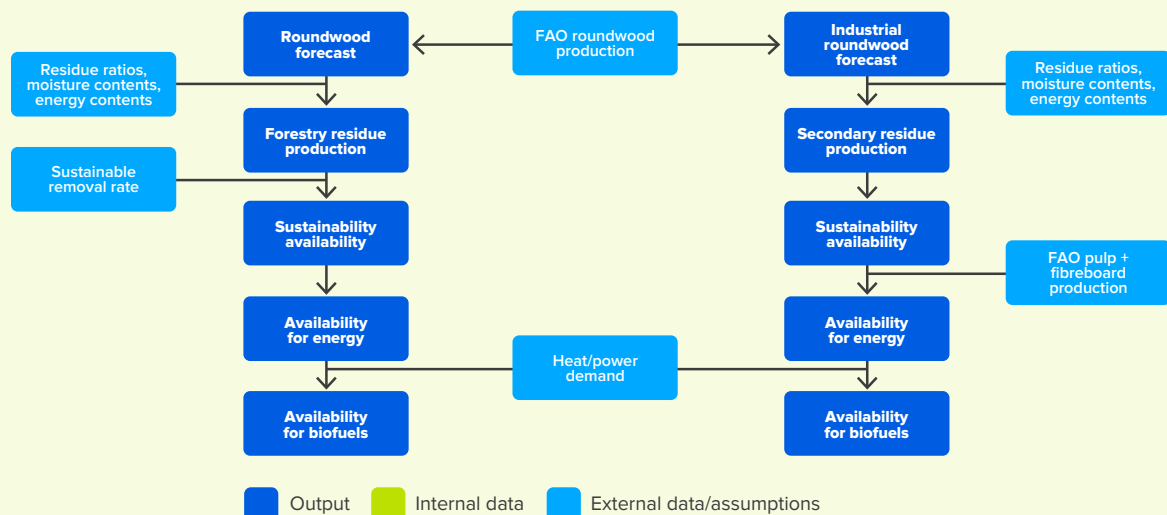 Roundwood
forecast
FAO roundwood
production
Industrial
roundwood
forecast
Residue ratios,
moisture contents,
energy contents
Residue ratios,
moisture contents,
energy contents
Forestry residue
production
Secondary residue
production
Sustainable
removal rate
Sustainability
availability
Sustainability
availability
FAO pulp +
fibreboard
production
Availability
for energy
Availability
for energy
Heat/power
demand
Availability
for biofuels
Availability
for biofuels
Output
Internal data
External data/assumptions